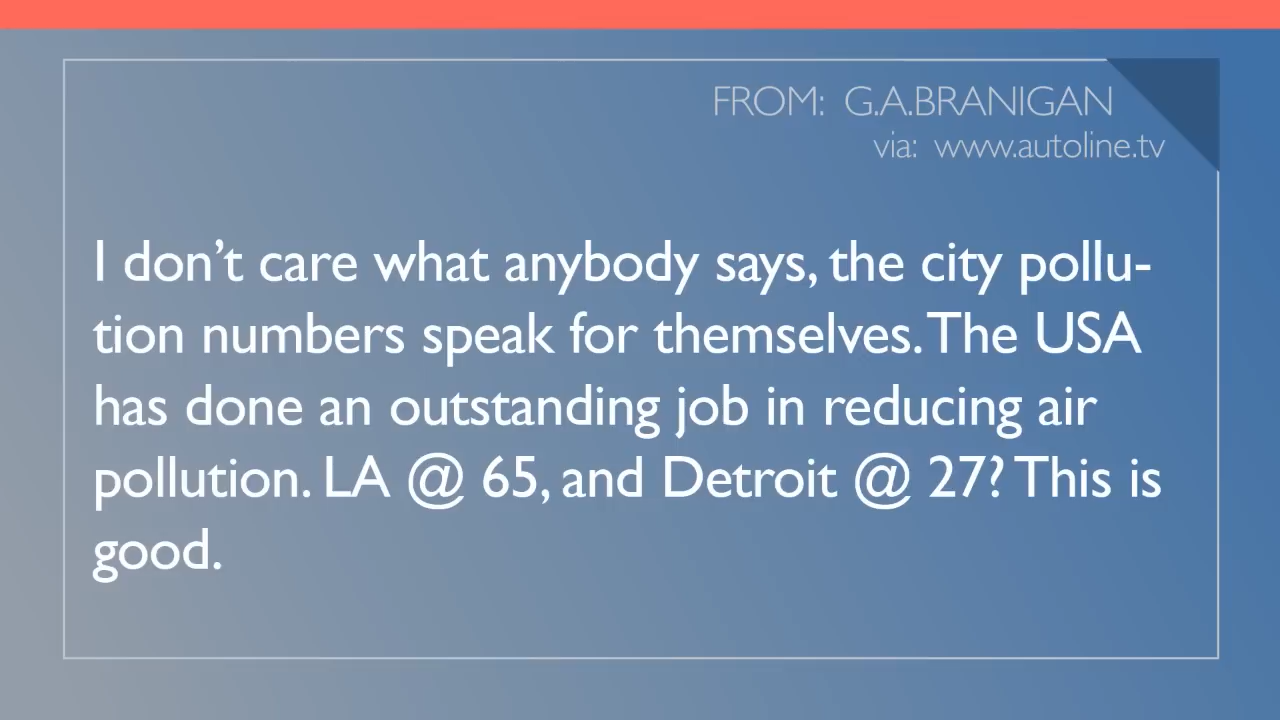 FROM: G.A.BRANIGAN
via: www.autoline.tv
I don’t care what anybody says, the city pollu-
tion numbers speak for themselves. The USA
has done an outstanding job in reducing air
pollution. LA @ 65, and Detroit @ 27? This is
good.